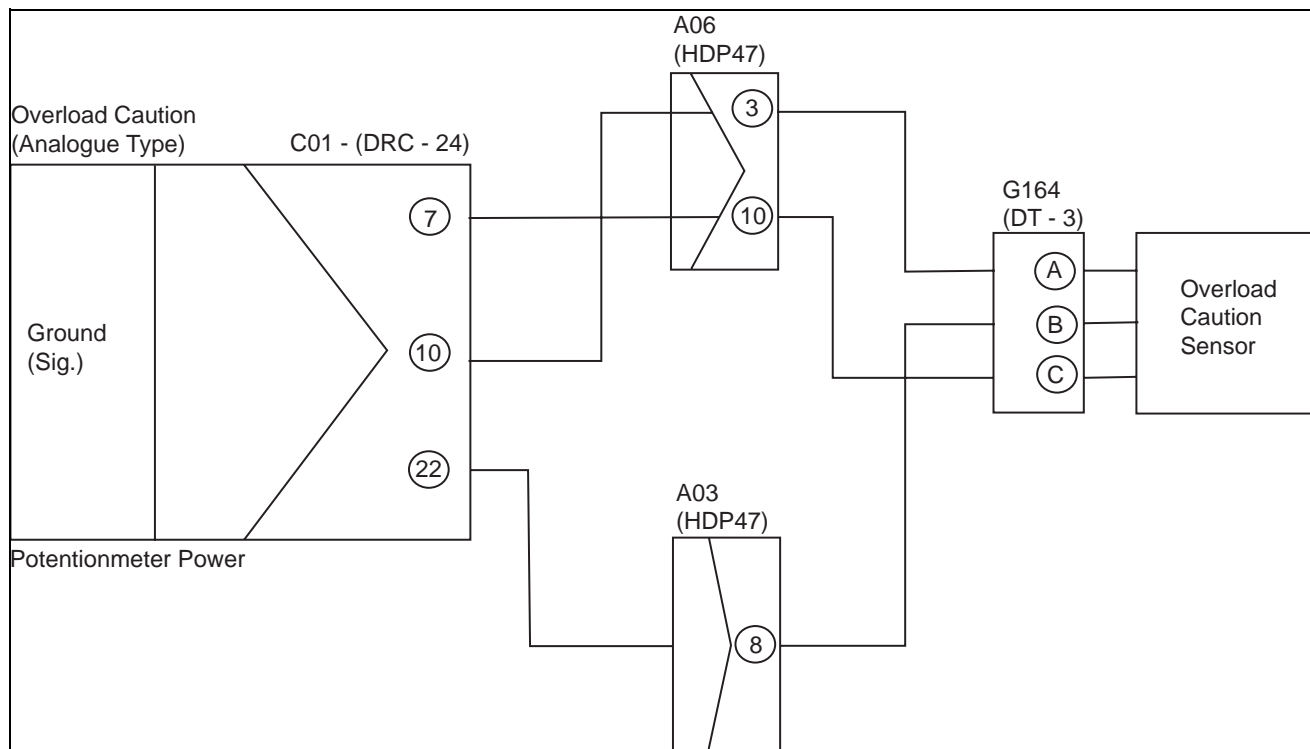 A06
(HDP47)
Overload Caution
(Analogue Type)
C01 - (DRC - 24)
3
7
10
G164
(DT - 3)
A
Overload
Caution
Sensor
B
C
Ground
(Sig.)
10
22
A03
(HDP47)
Potentionmeter Power
8